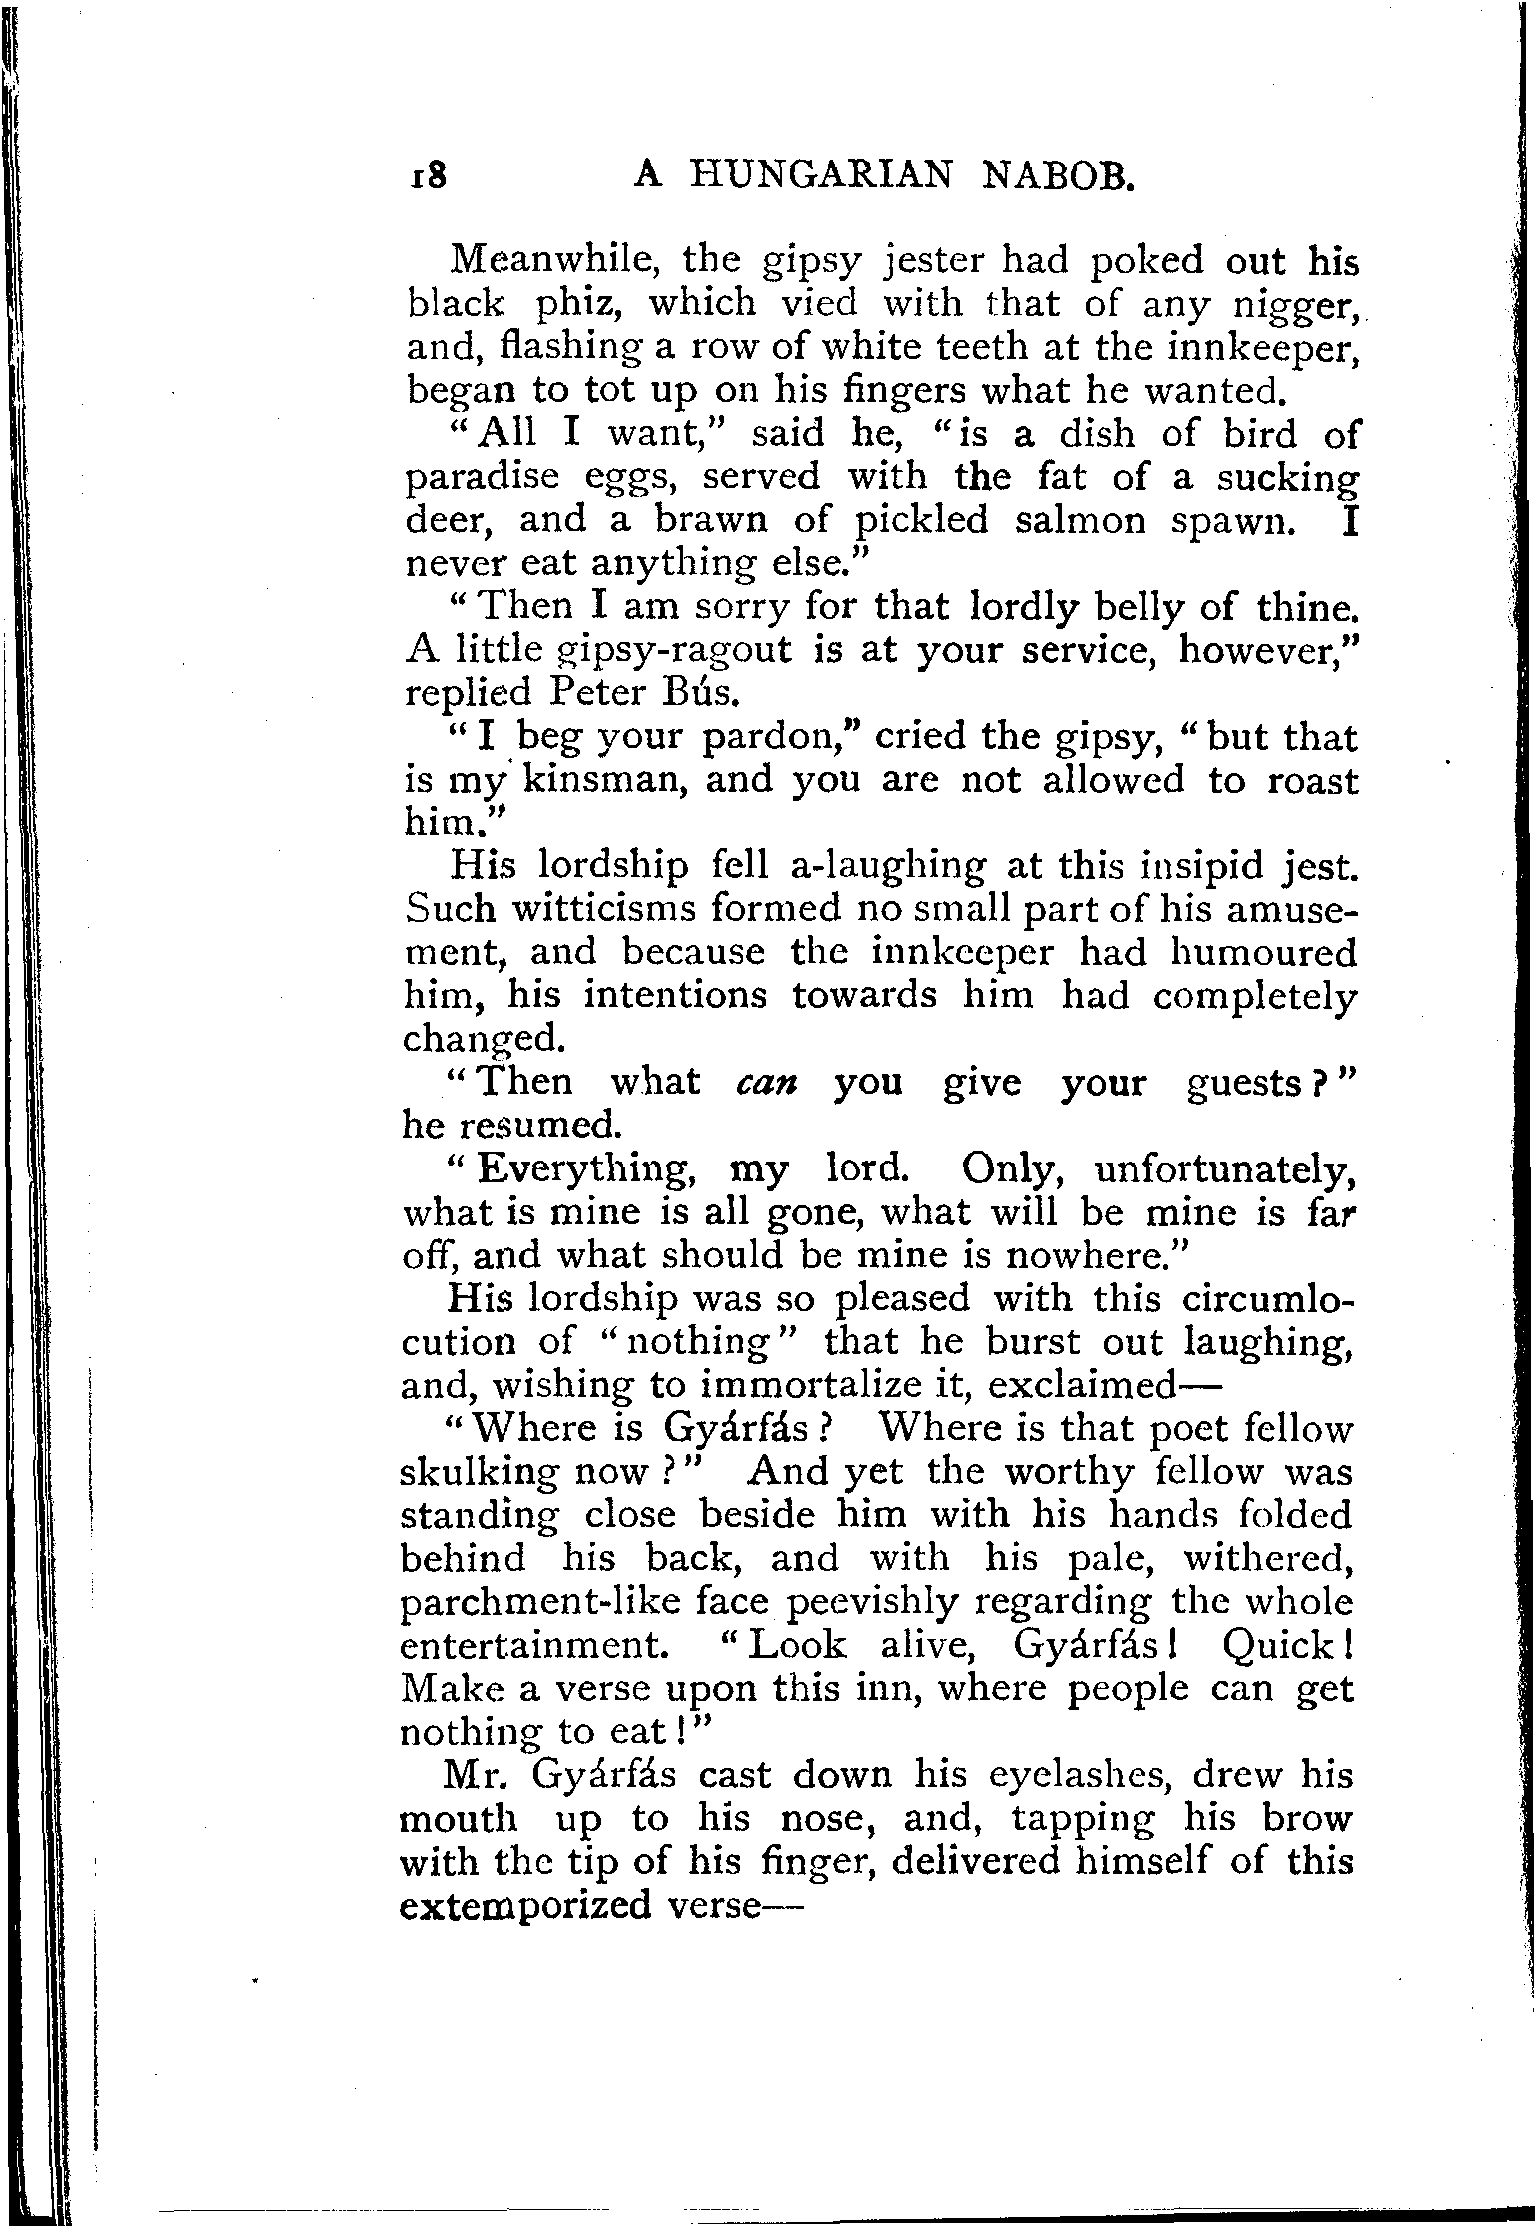 18 A HUNGARIAN NABOB.
Meanwhile, the gipsy jester had poked out his
black phiz, which vied with that of any nigger,
and, flashing a row of white teeth at the innkeeper,
began to tot up on his fingers what he wanted.
"All I want," said he, "is a dish of bird of
paradise eggs, served with the fat of a sucking
deer, and a brawn of pickled salmon spawn. I
never eat anything else."
"Then I am sorry for that lordly belly of thine.
A little gipsy-ragout is at your service, however,"
replied Peter Bús.
"I beg your pardon," cried the gipsy, "but that
is my kinsman, and you are not allowed to roast
him."
His lordship fell a-laughing at this insipid jest.
Such witticisms formed no small part of his amuse-
ment, and because the innkeeper had humoured
him, his intentions towards him had completely
changed.
"Then what can you give your guests?"
he resumed.
"Everything, my lord. Only, unfortunately,
what is mine is all gone, what will be mine is far
off, and what should be mine is nowhere."
His lordship was so pleased with this circumlo-
cution of "nothing" that he burst out laughing,
and, wishing to immortalize it, exclaimed—
"Where is Gyárfás? Where is that poet fellow
skulking now?" And yet the worthy fellow was
standing close beside him with his hands folded
behind his back, and with his pale, withered,
parchment-like face peevishly regarding the whole
entertainment. "Look alive, Gyárfás! Quick!
Make a verse upon this inn, where people can get
nothing to eat!"
Mr. Gyárfás cast down his eyelashes, drew his
mouth up to his nose, and, tapping his brow
with the tip of his finger, delivered himself of this
extemporized verse—